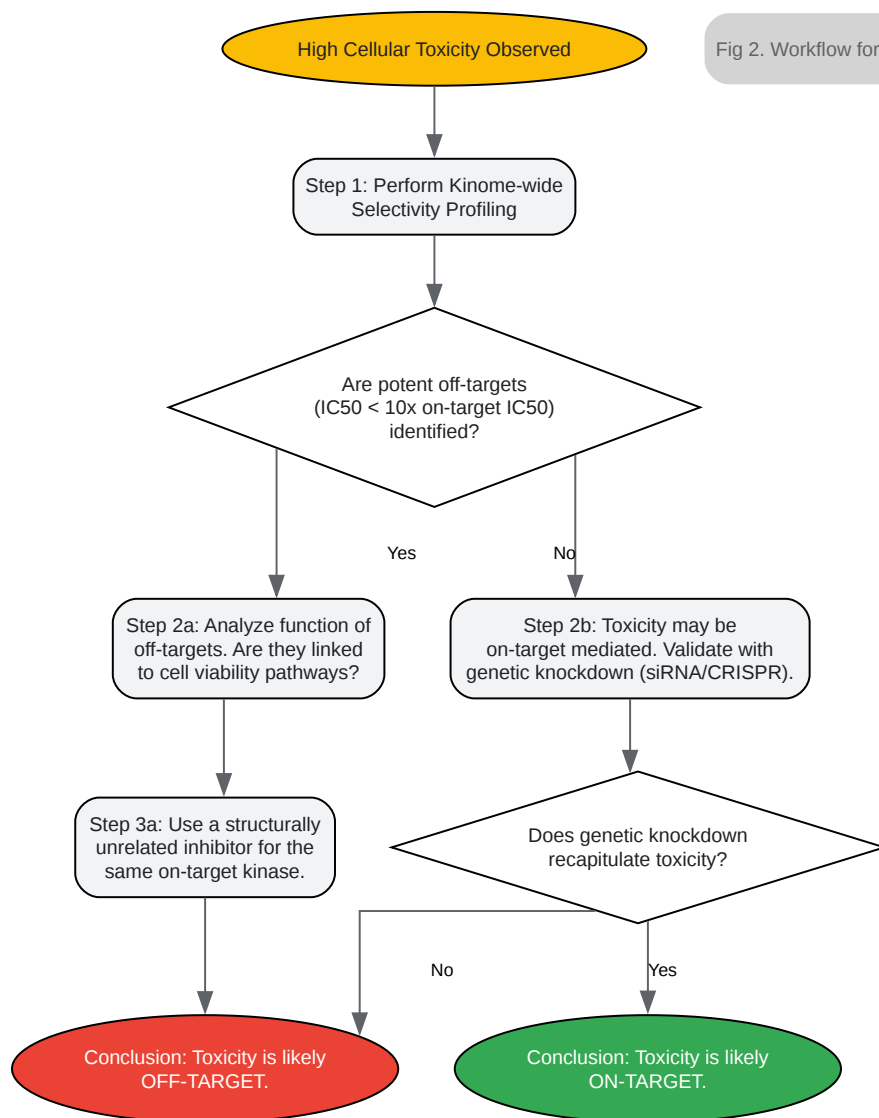 High Cellular Toxicity Observed
Fig 2. Workflow for
Step 1: Perform Kinome-wide
Selectivity Profiling
Are potent off-targets
(IC50 < 10x on-target IC50)
identified?
Yes
No
Step 2a: Analyze function of
off-targets. Are they linked
to cell viability pathways?
Step 2b: Toxicity may be
on-target mediated. Validate with
genetic knockdown (siRNA/CRISPR).
Step 3a: Use a structurally
unrelated inhibitor for the
same on-target kinase.
Does genetic knockdown
recapitulate toxicity?
No
Yes
Conclusion: Toxicity is likely
OFF-TARGET.
Conclusion: Toxicity is likely
ON-TARGET.